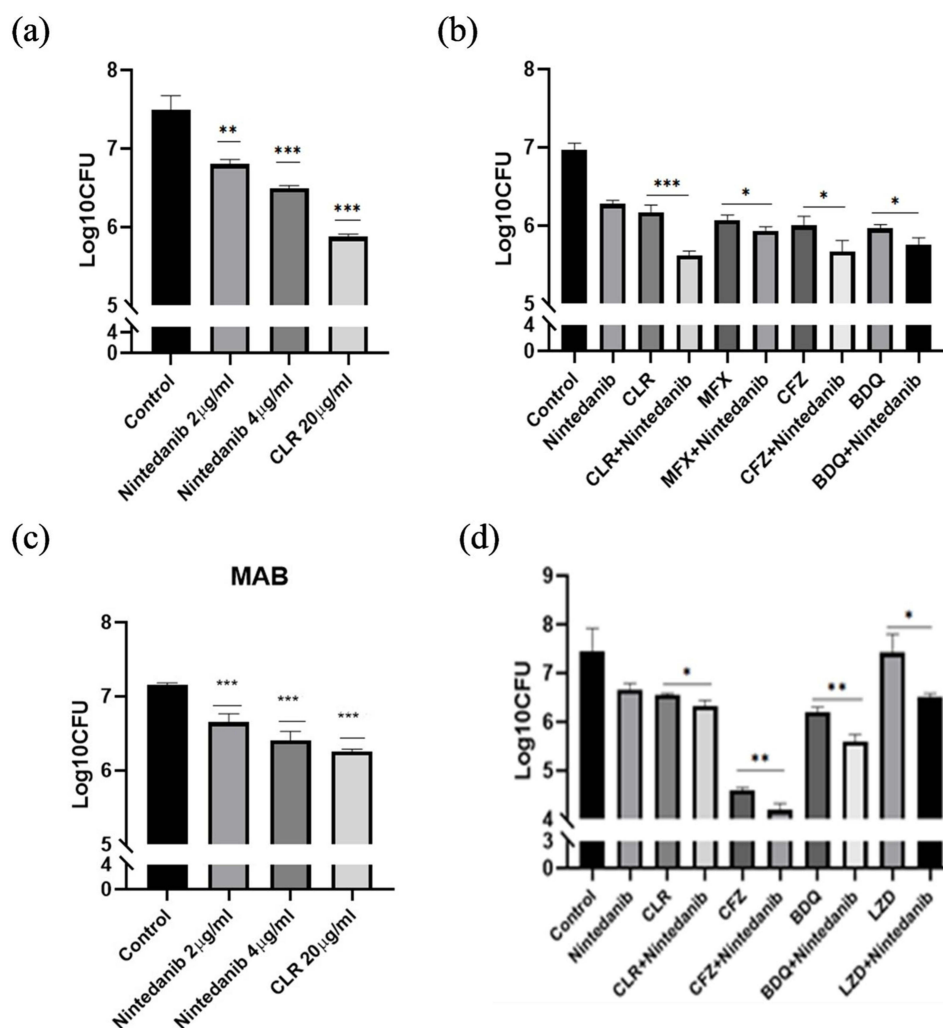 (a)
8
7
6
5
4
0
Log10CFU
**
***
***
Control
Nintedanib 2μg/ml
Nintedanib 4μg/ml
CLR 20μg/ml
(b)
8
7
6
5
4
0
Log10CFU
***
*
*
*
Control
Nintedanib
CLR
CLR+Nintedanib
MFX
MFX+Nintedanib
CFZ
CFZ+Nintedanib
BDQ
BDQ+Nintedanib
(c)
MAB
8
7
6
5
4
0
Log10CFU
***
***
***
Control
Nintedanib 2μg/ml
Nintedanib 4μg/ml
CLR 20μg/ml
(d)
9
8
7
6
5
4
3
0
Log10CFU
*
**
**
*
Control
Nintedanib
CLR
CLR+Nintedanib
CFZ
CFZ+Nintedanib
BDQ
BDQ+Nintedanib
LZD
LZD+Nintedanib